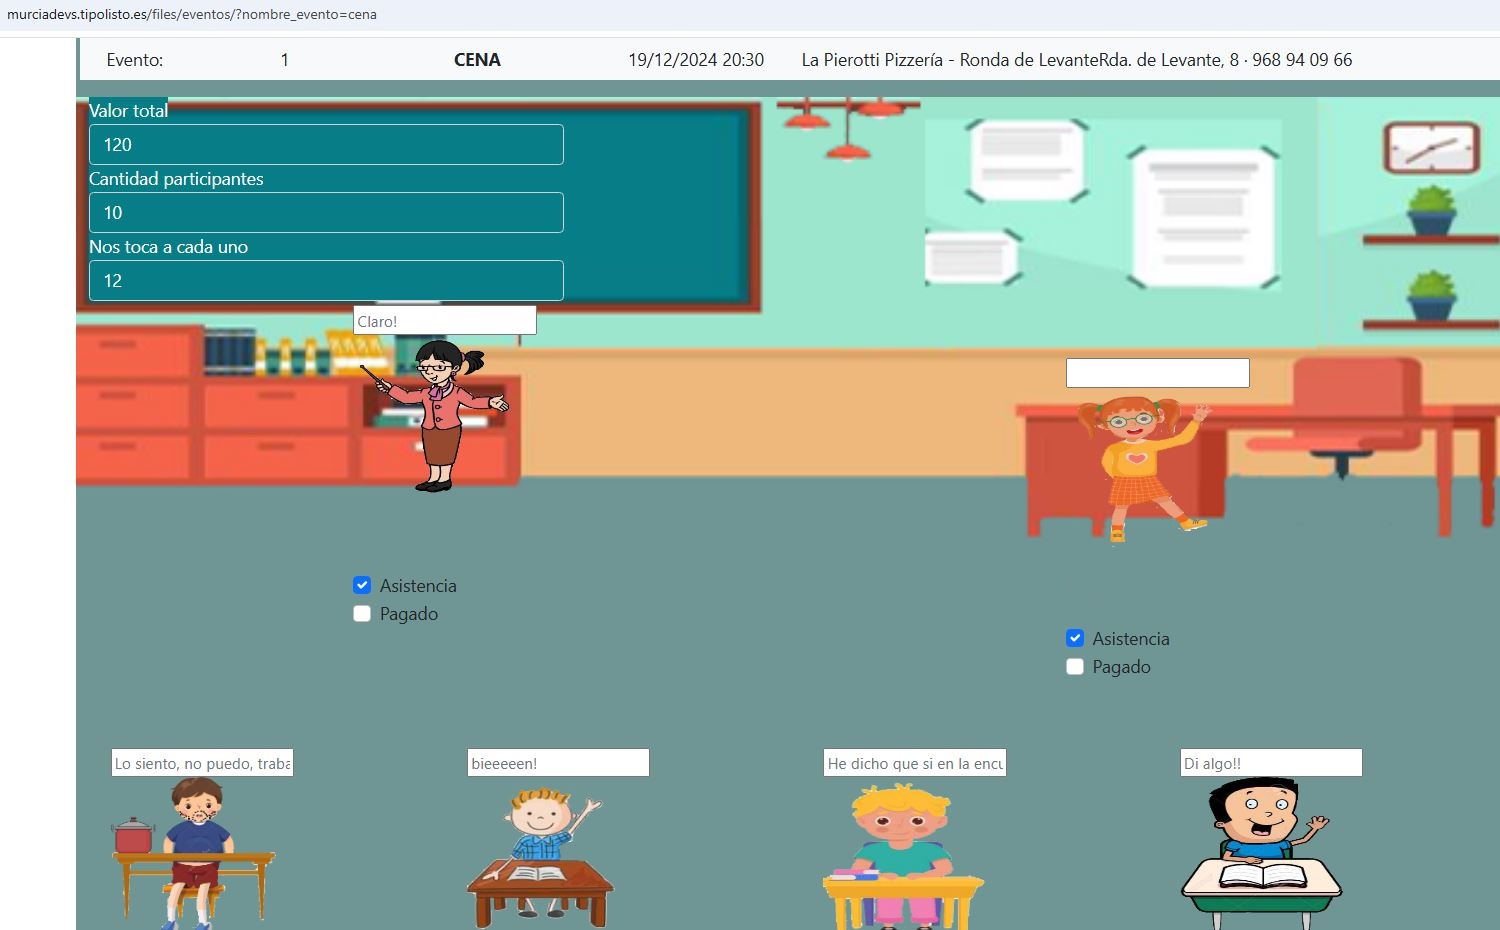 murciadevs.tipolisto.es/files/eventos/?nombre_evento=cena
Evento: 1 CENA 19/12/2024 20:30 La Pierotti Pizzería - Ronda de LevanteRda. de Levante, 8 · 968 94 09 66
Valor total
120
Cantidad participantes
10
Nos toca a cada uno
12
Claro!
Asistencia
Pagado
Asistencia
Pagado
Lo siento, no puedo, traba
bieeeeen!
He dicho que si en la encu
Di algo!!